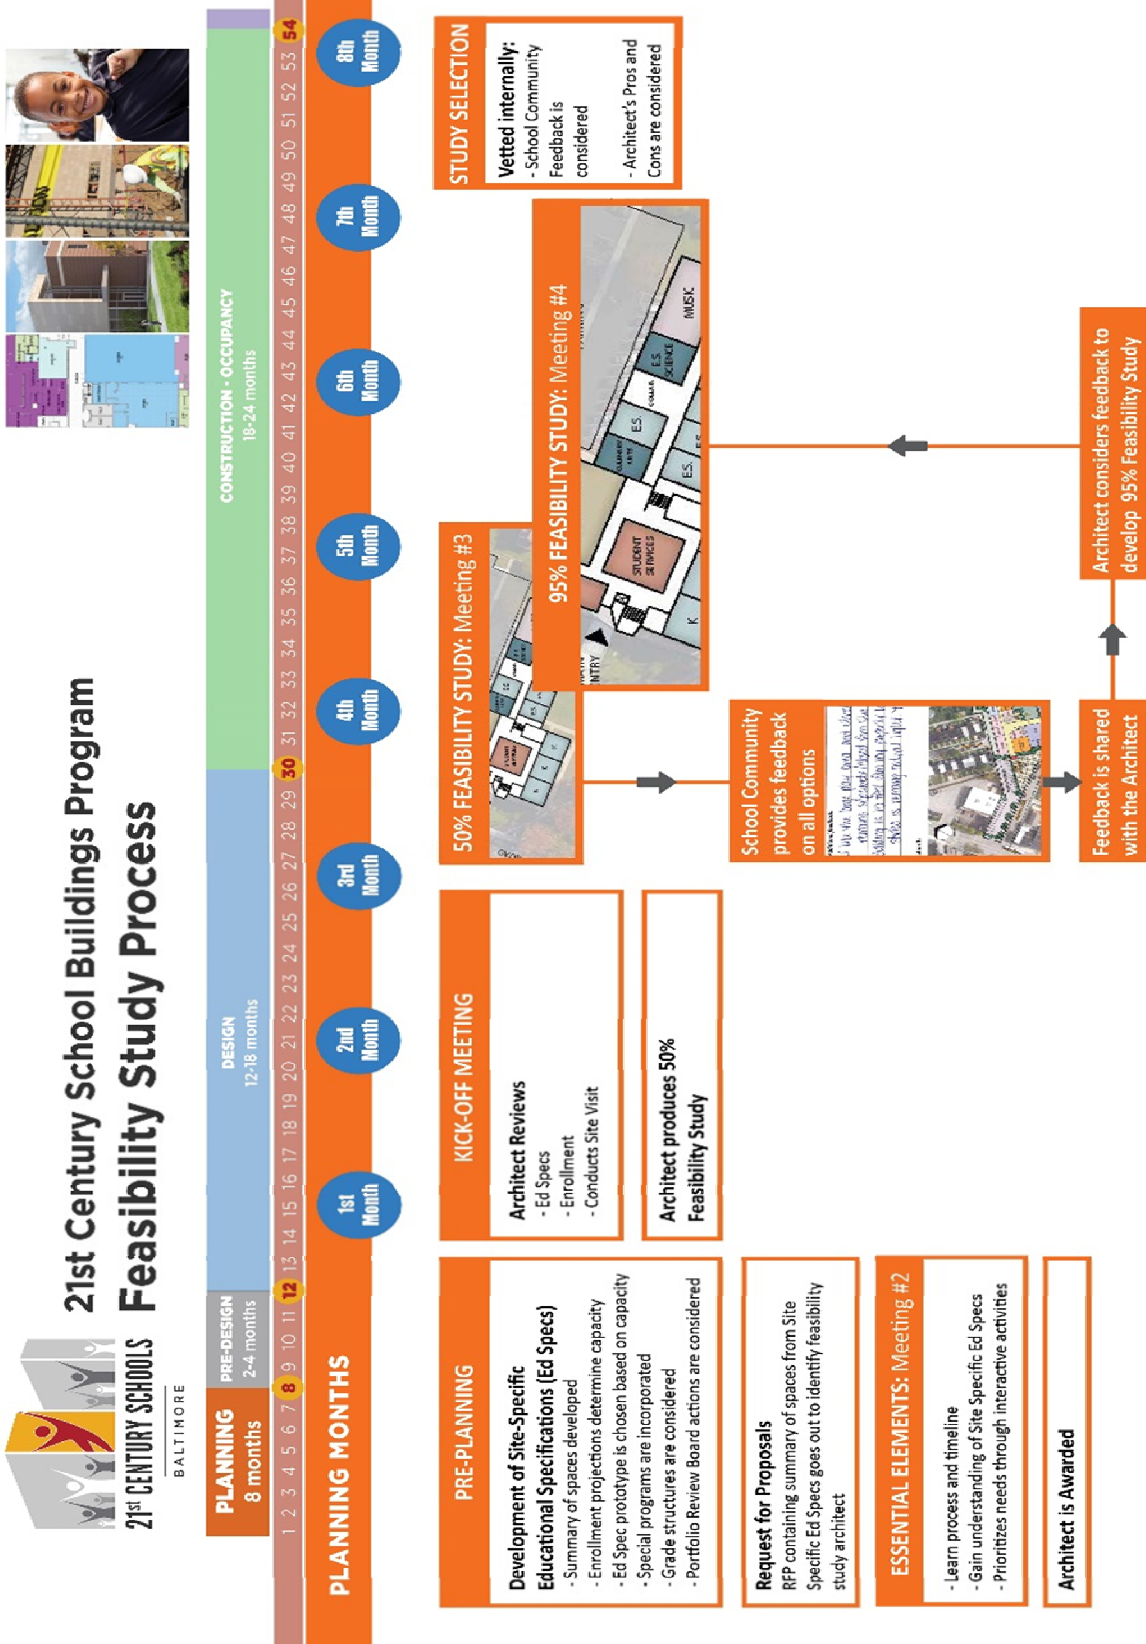 21st CENTURY SCHOOLS
BALTIMORE
21st Century School Buildings Program
Feasibility Study Process
PLANNING
8 months
PRE-DESIGN
2-4 months
DESIGN
12-18 months
CONSTRUCTION - OCCUPANCY
18-24 months
1 2 3 4 5 6 7 8 9 10 11 12 13 14 15 16 17 18 19 20 21 22 23 24 25 26 27 28 29 30 31 32 33 34 35 36 37 38 39 40 41 42 43 44 45 46 47 48 49 50 51 52 53 54
PLANNING MONTHS
1st
Month
2nd
Month
3rd
Month
4th
Month
5th
Month
6th
Month
7th
Month
8th
Month
PRE-PLANNING
Development of Site-Specific
Educational Specifications (Ed Specs)
- Summary of spaces developed
- Enrollment projections determine capacity
- Ed Spec prototype is chosen based on capacity
- Special programs are incorporated
- Grade structures are considered
- Portfolio Review Board actions are considered
Request for Proposals
RFP containing summary of spaces from Site
Specific Ed Specs goes out to identify feasibility
study architect
ESSENTIAL ELEMENTS: Meeting #2
- Learn process and timeline
- Gain understanding of Site Specific Ed Specs
- Prioritizes needs through interactive activities
Architect is Awarded
KICK-OFF MEETING
Architect Reviews
- Ed Specs
- Enrollment
- Conducts Site Visit
Architect produces 50%
Feasibility Study
50% FEASIBILITY STUDY: Meeting #3
School Community
provides feedback
on all options
Feedback is shared
with the Architect
Architect considers feedback to
develop 95% Feasibility Study
95% FEASIBILITY STUDY: Meeting #4
NTRY
K
STUDENT
SERVICES
E.S.
E.S.
E.S.
SCIENCE
MUSIC
STUDY SELECTION
Vetted internally:
- School Community
Feedback is
considered
- Architect's Pros and
Cons are considered